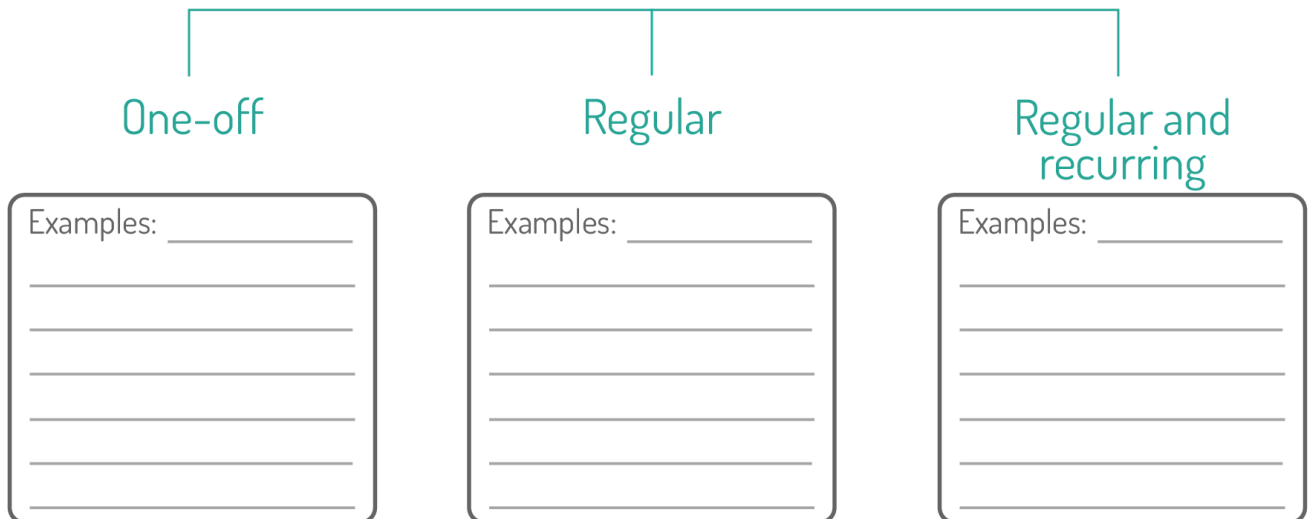 One-off
Regular
Regular and
recurring
Examples:
Examples:
Examples: